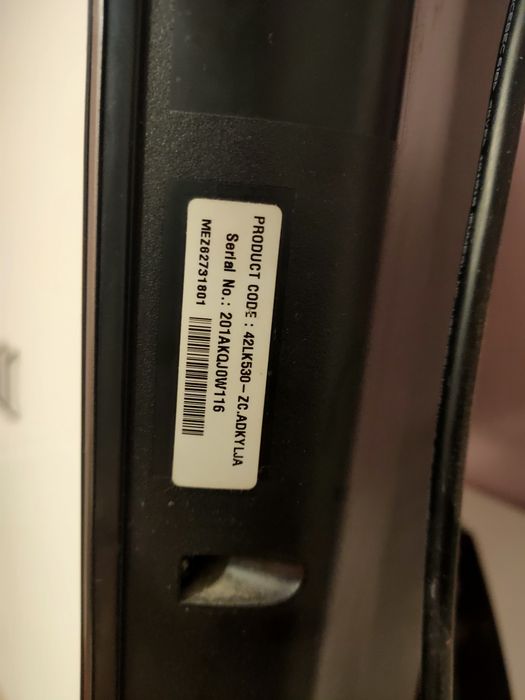 PRODUCT CODE : 42LK530-ZC.ADKYLJA
Serial No.: 201AKQJ0W116
MEZ62731801